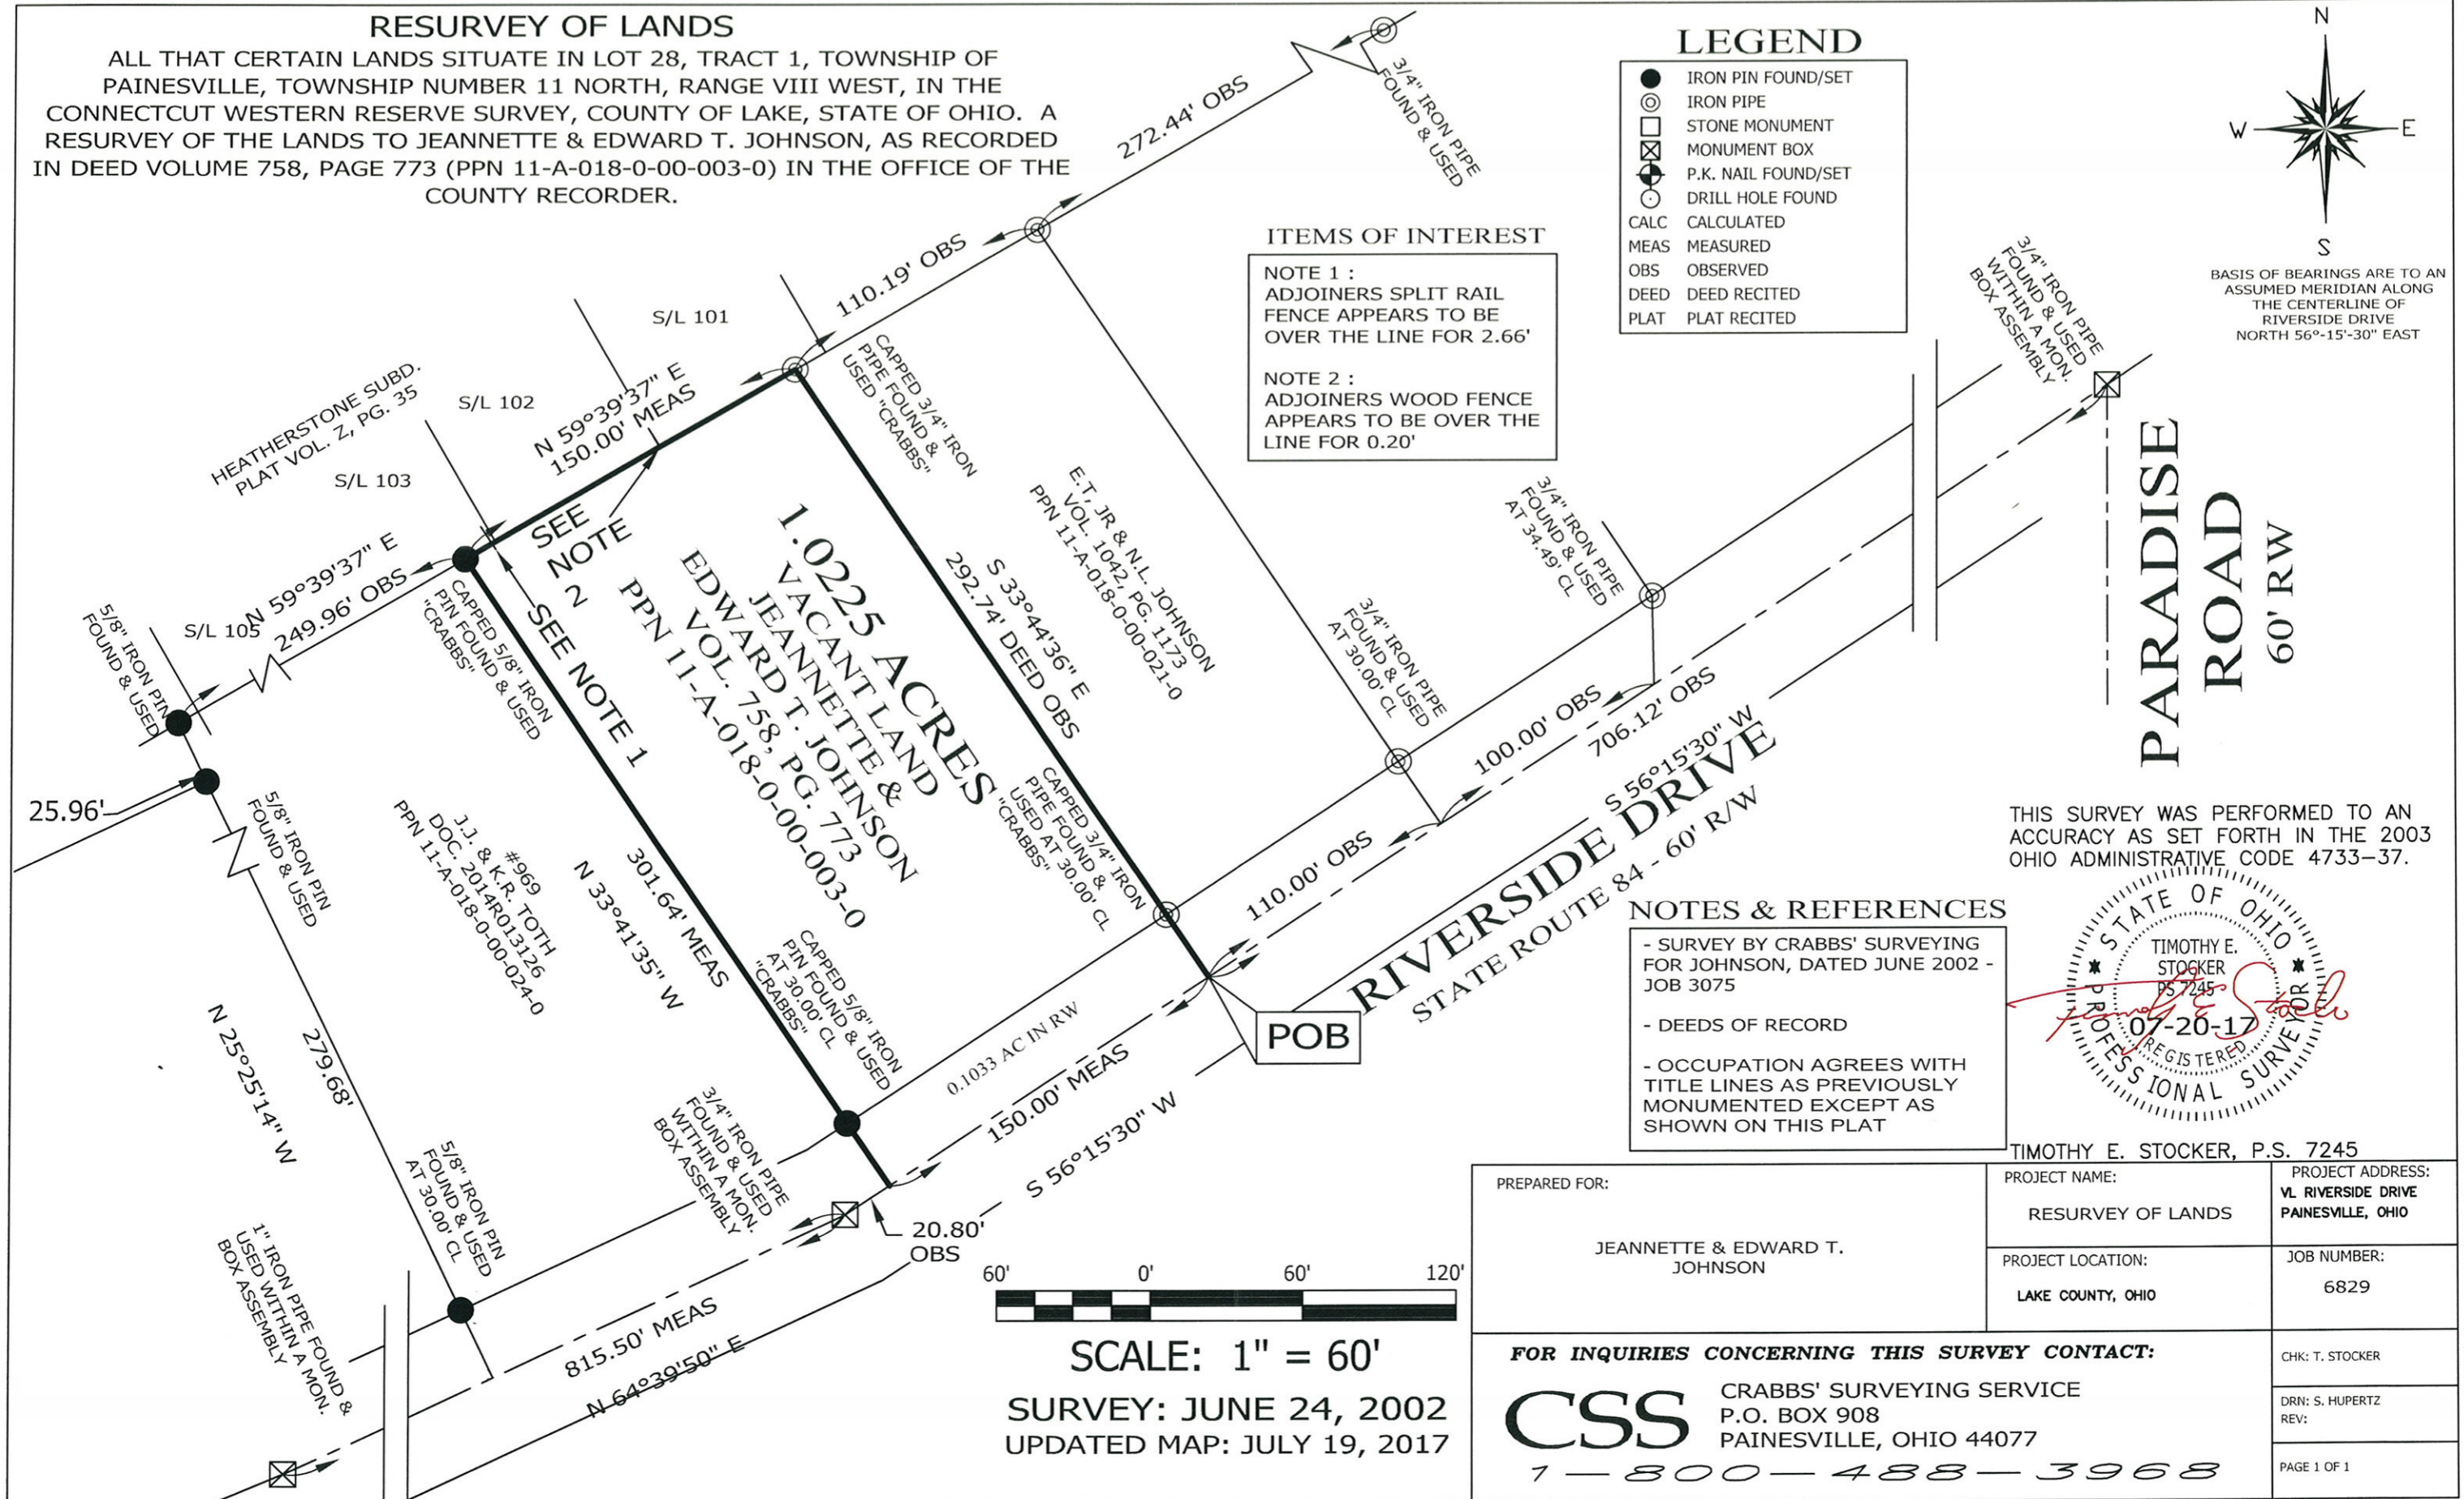 RESURVEY OF LANDS
ALL THAT CERTAIN LANDS SITUATE IN LOT 28, TRACT 1, TOWNSHIP OF
PAINESVILLE, TOWNSHIP NUMBER 11 NORTH, RANGE VIII WEST, IN THE
CONNECTCUT WESTERN RESERVE SURVEY, COUNTY OF LAKE, STATE OF OHIO. A
RESURVEY OF THE LANDS TO JEANNETTE & EDWARD T. JOHNSON, AS RECORDED
IN DEED VOLUME 758, PAGE 773 (PPN 11-A-018-0-00-003-0) IN THE OFFICE OF THE
COUNTY RECORDER.
272.44' OBS
3/4" IRON PIPE
FOUND & USED
110.19' OBS
LEGEND
IRON PIN FOUND/SET
IRON PIPE
STONE MONUMENT
MONUMENT BOX
P.K. NAIL FOUND/SET
DRILL HOLE FOUND
CALC CALCULATED
MEAS MEASURED
OBS OBSERVED
DEED DEED RECITED
PLAT PLAT RECITED
N
W
E
S
BASIS OF BEARINGS ARE TO AN
ASSUMED MERIDIAN ALONG
THE CENTERLINE OF
RIVERSIDE DRIVE
NORTH 56°-15'-30" EAST
ITEMS OF INTEREST
NOTE 1 :
ADJOINERS SPLIT RAIL
FENCE APPEARS TO BE
OVER THE LINE FOR 2.66'
NOTE 2 :
ADJOINERS WOOD FENCE
APPEARS TO BE OVER THE
LINE FOR 0.20'
3/4" IRON PIPE
FOUND & USED
WITHIN A MON.
BOX ASSEMBLY
S/L 101
S/L 102
S/L 103
S/L 105
HEATHERSTONE SUBD.
PLAT VOL. Z, PG. 35
N 59°39'37" E
150.00' MEAS
CAPPED 3/4" IRON
PIPE FOUND &
USED "CRABBS"
N 59°39'37" E
249.96' OBS
CAPPED 5/8" IRON
PIN FOUND & USED
"CRABBS"
5/8" IRON PIN
FOUND & USED
25.96'
5/8" IRON PIN
FOUND & USED
SEE
NOTE
2
SEE NOTE 1
1.0225 ACRES
VACANT LAND
JEANNETTE &
EDWARD T. JOHNSON
VOL. 758, PG. 773
PPN 11-A-018-0-00-003-0
S 33°44'36" E
292.74' DEED OBS
E.T, JR & N.L. JOHNSON
VOL. 1042, PG. 1173
PPN 11-A-018-0-00-021-0
3/4" IRON PIPE
FOUND & USED
AT 34.49' CL
3/4" IRON PIPE
FOUND & USED
AT 30.00' CL
CAPPED 3/4" IRON
PIPE FOUND &
USED AT 30.00' CL
"CRABBS"
#969
J.J. & K.R. TOTH
DOC. 2014R013126
PPN 11-A-018-0-00-024-0
301.64' MEAS
N 33°41'35" W
CAPPED 5/8" IRON
PIN FOUND & USED
AT 30.00' CL
"CRABBS"
279.68'
N 25°25'14" W
5/8" IRON PIN
FOUND & USED
AT 30.00' CL
3/4" IRON PIPE
FOUND & USED
WITHIN A MON.
BOX ASSEMBLY
1" IRON PIPE FOUND &
USED WITHIN A MON.
BOX ASSEMBLY
0.1033 AC IN RW
150.00' MEAS
S 56°15'30" W
20.80'
OBS
815.50' MEAS
N 64°39'50" E
POB
110.00' OBS
100.00' OBS
706.12' OBS
S 56°15'30" W
RIVERSIDE DRIVE
STATE ROUTE 84 - 60' R/W
PARADISE
ROAD
60' RW
THIS SURVEY WAS PERFORMED TO AN
ACCURACY AS SET FORTH IN THE 2003
OHIO ADMINISTRATIVE CODE 4733-37.
STATE OF OHIO
TIMOTHY E.
STOCKER
PS 7245
07-20-17
REGISTERED
PROFESSIONAL SURVEYOR
Timothy E Stocker
TIMOTHY E. STOCKER, P.S. 7245
NOTES & REFERENCES
- SURVEY BY CRABBS' SURVEYING
FOR JOHNSON, DATED JUNE 2002 -
JOB 3075
- DEEDS OF RECORD
- OCCUPATION AGREES WITH
TITLE LINES AS PREVIOUSLY
MONUMENTED EXCEPT AS
SHOWN ON THIS PLAT
60' 0' 60' 120'
SCALE: 1" = 60'
SURVEY: JUNE 24, 2002
UPDATED MAP: JULY 19, 2017
PREPARED FOR:
JEANNETTE & EDWARD T.
JOHNSON
PROJECT NAME:
RESURVEY OF LANDS
PROJECT ADDRESS:
VL RIVERSIDE DRIVE
PAINESVILLE, OHIO
PROJECT LOCATION:
LAKE COUNTY, OHIO
JOB NUMBER:
6829
FOR INQUIRIES CONCERNING THIS SURVEY CONTACT:
CSS
CRABBS' SURVEYING SERVICE
P.O. BOX 908
PAINESVILLE, OHIO 44077
1-800-488-3968
CHK: T. STOCKER
DRN: S. HUPERTZ
REV:
PAGE 1 OF 1